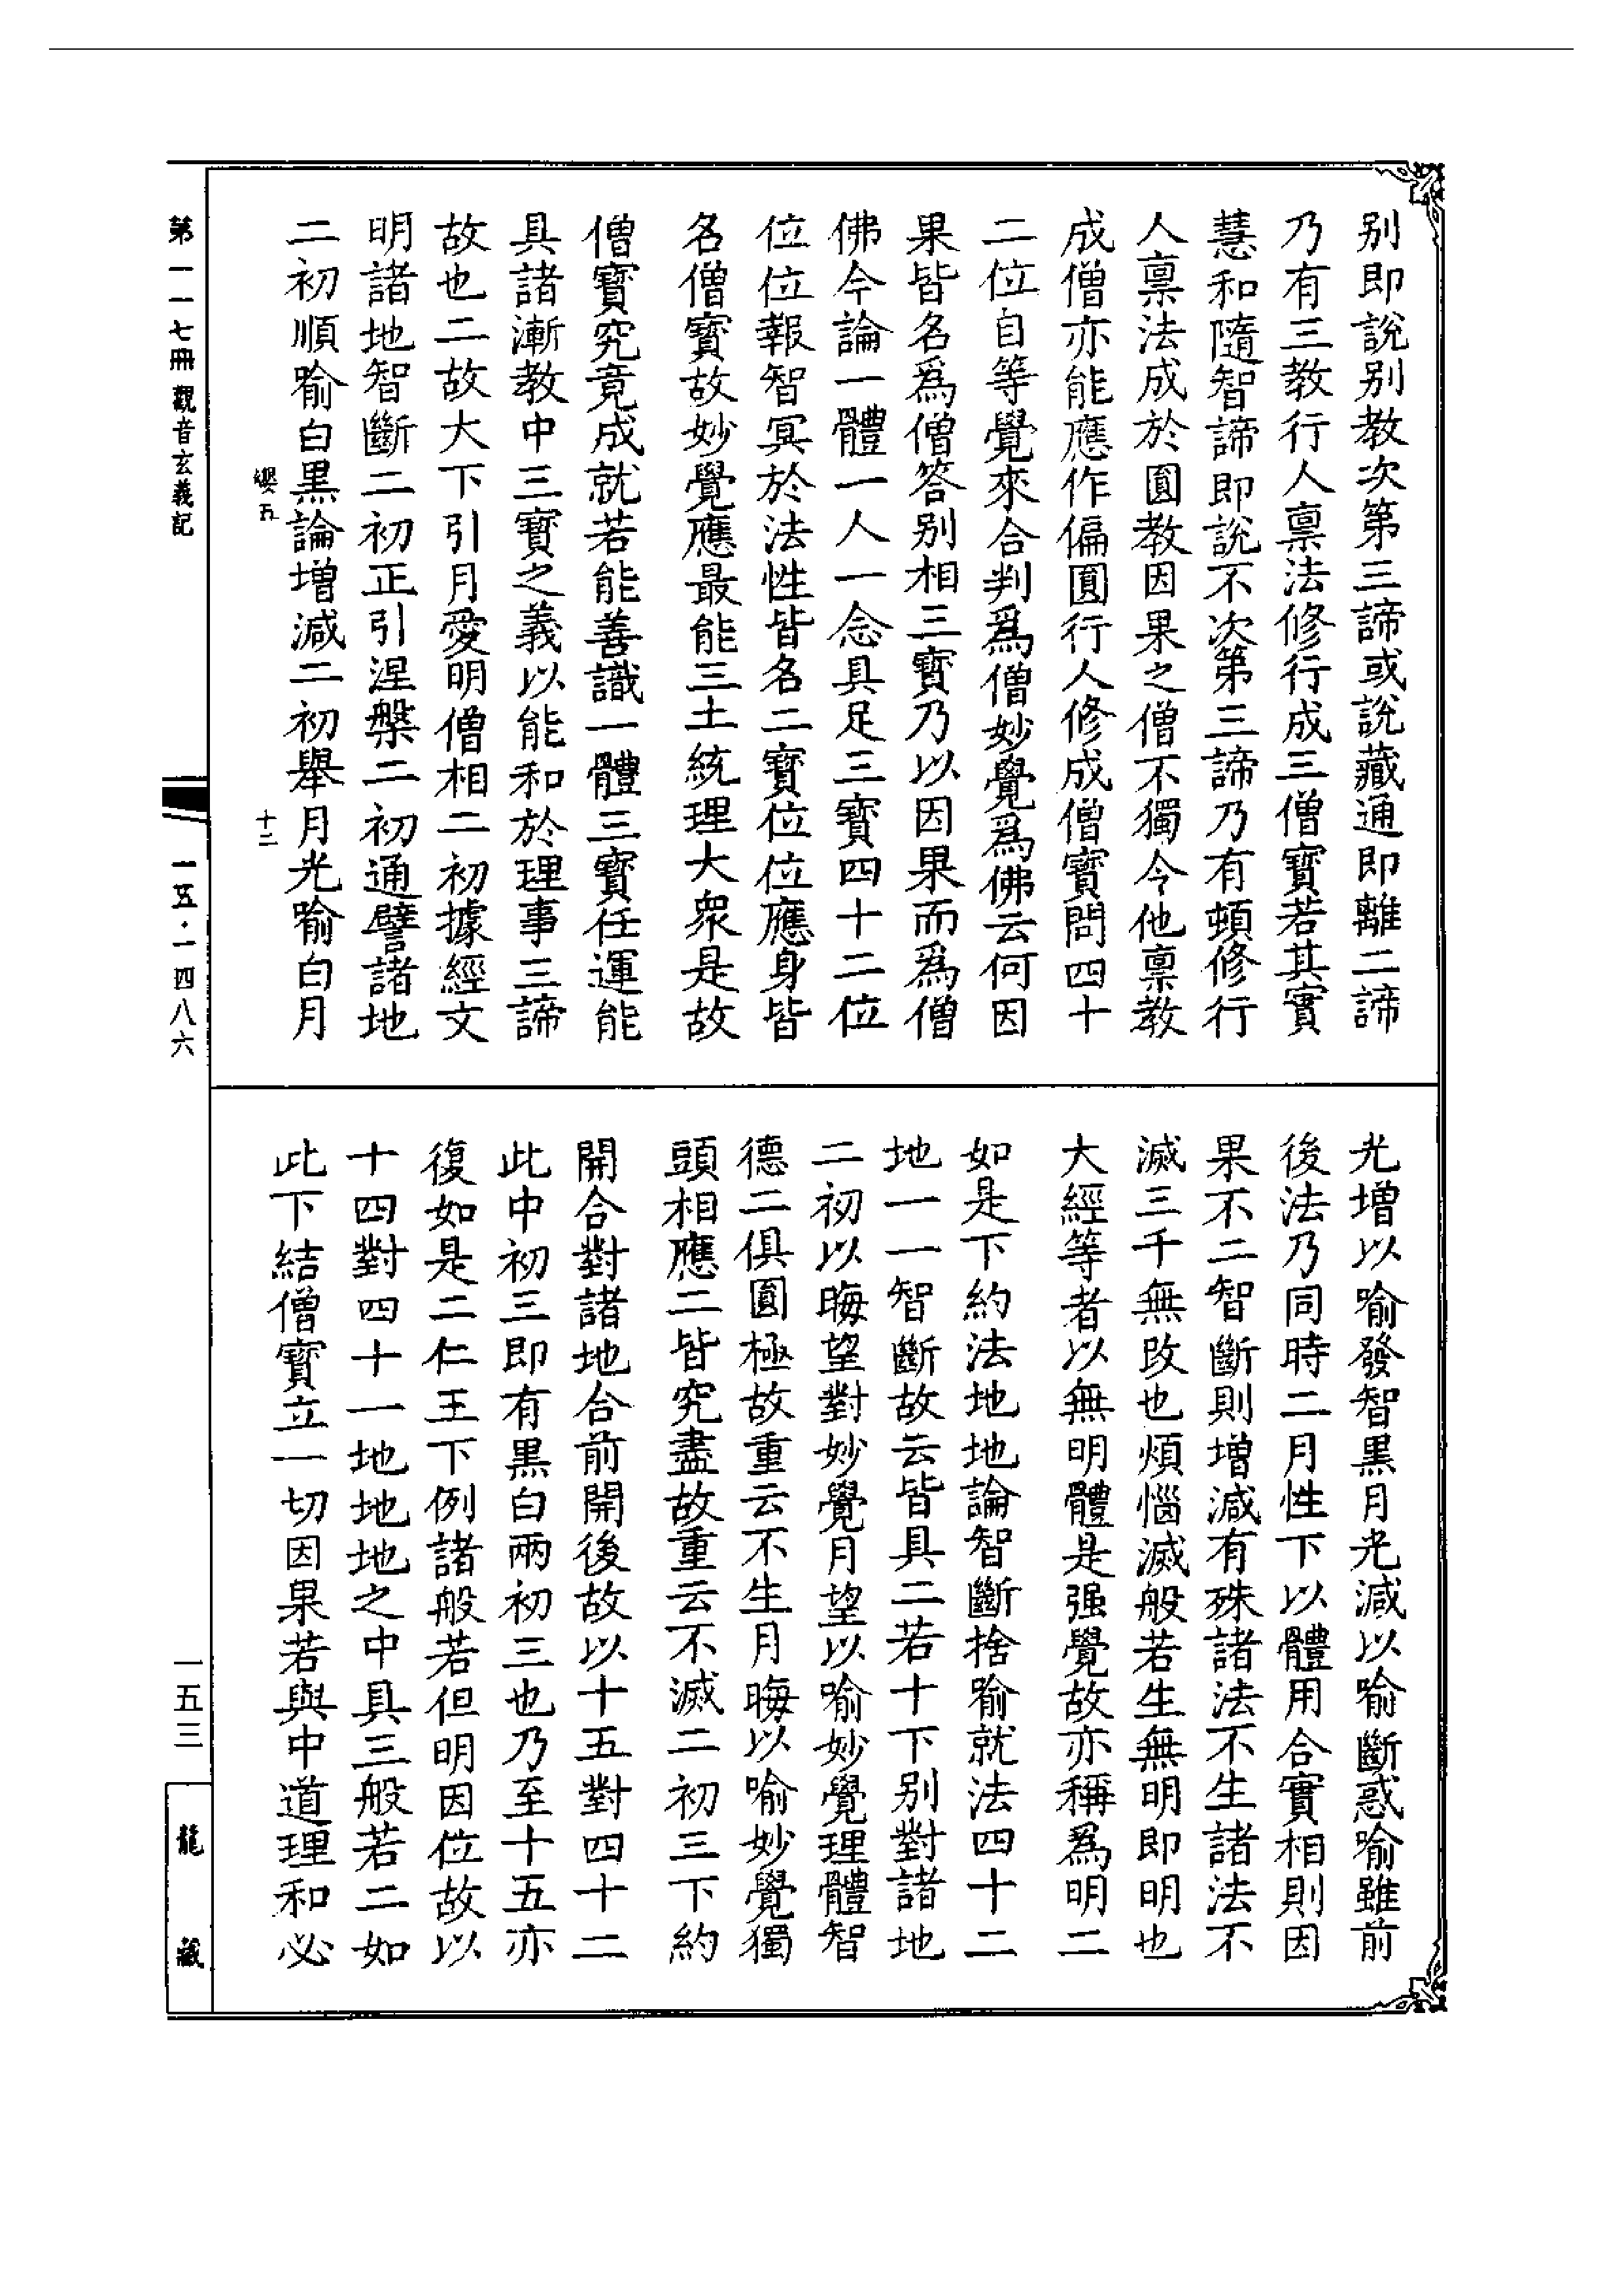 別即說別教次第三諦或說藏通即離二諦
乃有三教行人禀法修行成三僧寶若其實
慧和隨智諦即說不次第三諦乃有頓修行
人禀法成於圓教因果之僧不獨令他禀教
成僧亦能應作偏圓行人修成僧寶問四十
二位自等覺來合判爲僧妙覺爲佛云何因
果皆名爲僧答別相三寶乃以因果而爲僧
佛今論一體一人一念具足三寶四十二位
位位報智冥於法性皆名二寶位位應身皆
名僧寶故妙覺應最能三土統理大衆是故
僧寶究竟成就若能善識一體三寶任運能
具諸漸教中三寶之義以能和於理事三諦
故也二故大下引月愛明僧相二初據經文
明諸地智斷二初正引涅槃二初通譬諸地
二初順喻白黑論增減二初舉月光喻白月
光增以喻發智黑月光減以喻斷惑喻雖前
後法乃同時二月性下以體用合實相則因
果不二智斷則增減有殊諸法不生諸法不
滅三千無改也煩惱滅般若生無明即明也
大經等者以無明體是强覺故亦稱爲明二
如是下約法地地論智斷捨喻就法四十二
地一一智斷故云皆具二若十下別對諸地
二初以晦望對妙覺月望以喻妙覺理體智
德二俱圓極故重云不生月晦以喻妙覺獨
頭相應二皆究盡故重云不滅二初三下約
開合對諸地合前開後故以十五對四十二
此中初三即有黑白兩初三也乃至十五亦
復如是二仁王下例諸般若但明因位故以
十四對四十一地地地之中具三般若二如
此下結僧寶立一切因果若與中道理和必
第一一七冊 觀音玄義記
纓五
十二
一五·一四八六
一五三
龍藏